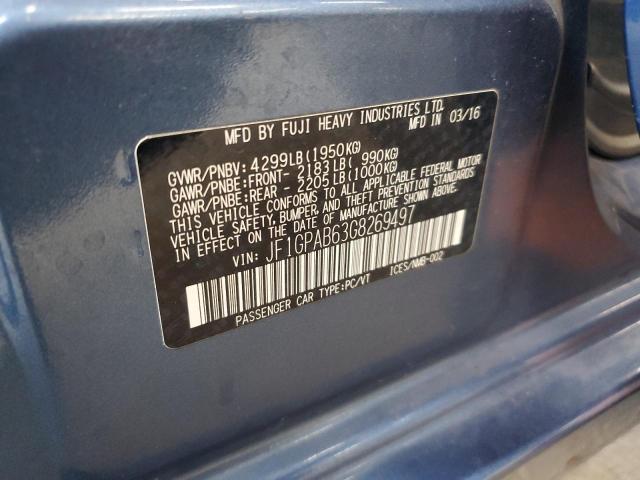 MFD BY FUJI HEAVY INDUSTRIES LTD.
MFD IN 03/16
GVWR/PNBV: 4299LB(1950KG)
GAWR/PNBE:FRONT- 2183LB( 990KG)
GAWR/PNBE:REAR - 2205LB(1000KG)
THIS VEHICLE CONFORMS TO ALL APPLICABLE FEDERAL MOTOR
VEHICLE SAFETY,BUMPER,AND THEFT PREVENTION STANDARDS
IN EFFECT ON THE DATE OF MANUFACTURE SHOWN ABOVE.
VIN: JF1GPAB63G8269497
PASSENGER CAR TYPE:PC/VT ICES/NMB-002